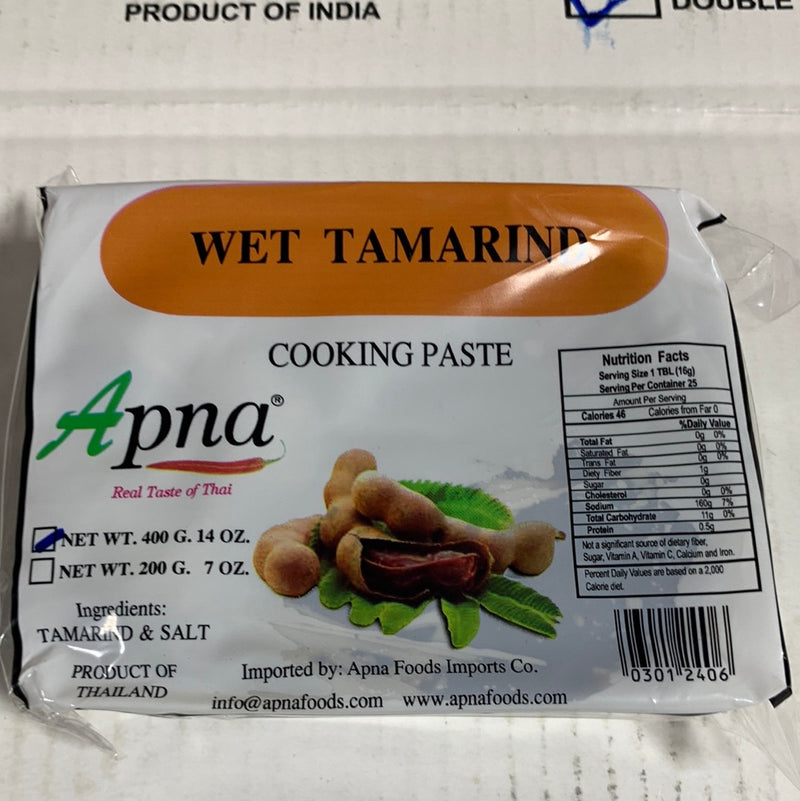 PRODUCT OF INDIA
DOUBLE
WET TAMARIND
COOKING PASTE
Apna®
Real Taste of Thai
NET WT. 400 G. 14 OZ.
NET WT. 200 G. 7 OZ.
Ingredients:
TAMARIND & SALT
PRODUCT OF
THAILAND
Imported by: Apna Foods Imports Co.
info@apnafoods.com www.apnafoods.com
Nutrition Facts
Serving Size 1 TBL (16g)
Serving Per Container 25
Amount Per Serving
Calories 46 Calories from Far 0
%Daily Value
Total Fat 0g 0%
Saturated Fat 0g 0%
Trans Fat 0g 0%
Diety Fiber 1g
Sugar 0g
Cholesterol 0g 0%
Sodium 160g 7%
Total Carbohydrate 11g 0%
Protein 0.5g
Not a significant source of dietary fiber,
Sugar, Vitamin A, Vitamin C, Calcium and Iron.
Percent Daily Values are based on a 2,000
Calorie diet.
0301 2406